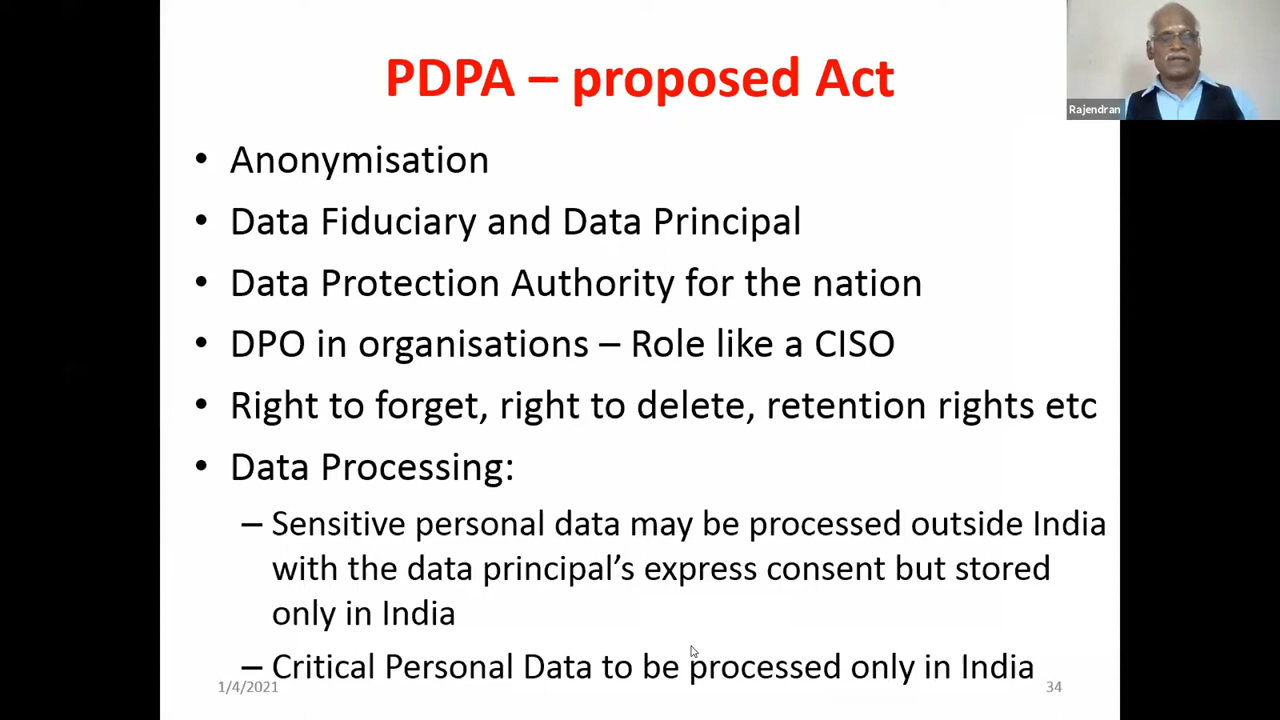 PDPA – proposed Act
Rajendran
• Anonymisation
• Data Fiduciary and Data Principal
• Data Protection Authority for the nation
• DPO in organisations – Role like a CISO
• Right to forget, right to delete, retention rights etc
• Data Processing:
– Sensitive personal data may be processed outside India
with the data principal’s express consent but stored
only in India
– Critical Personal Data to be processed only in India
1/4/2021
34